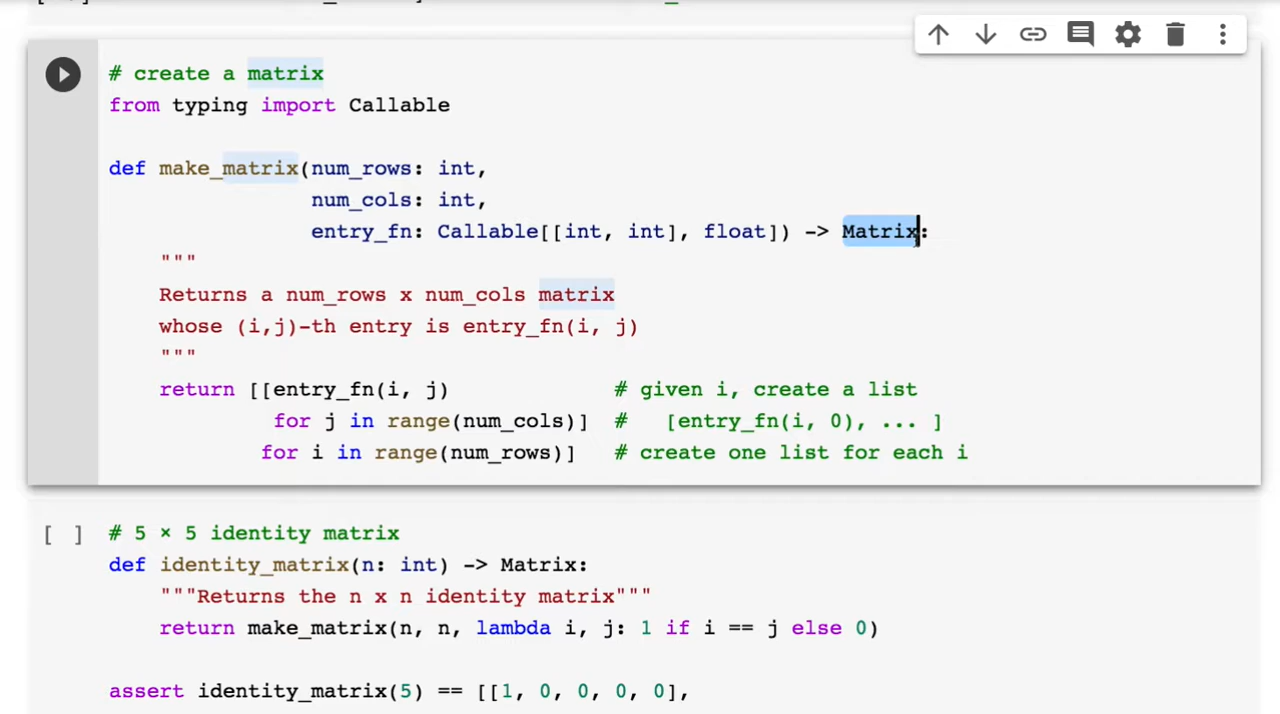 # create a matrix
from typing import Callable
def make_matrix(num_rows: int,
num_cols: int,
entry_fn: Callable[[int, int], float]) -> Matrix:
"""
Returns a num_rows x num_cols matrix
whose (i,j)-th entry is entry_fn(i, j)
"""
return [[entry_fn(i, j) # given i, create a list
for j in range(num_cols)] # [entry_fn(i, 0), ... ]
for i in range(num_rows)] # create one list for each i
[ ] # 5 × 5 identity matrix
def identity_matrix(n: int) -> Matrix:
"""Returns the n x n identity matrix"""
return make_matrix(n, n, lambda i, j: 1 if i == j else 0)
assert identity_matrix(5) == [[1, 0, 0, 0, 0],